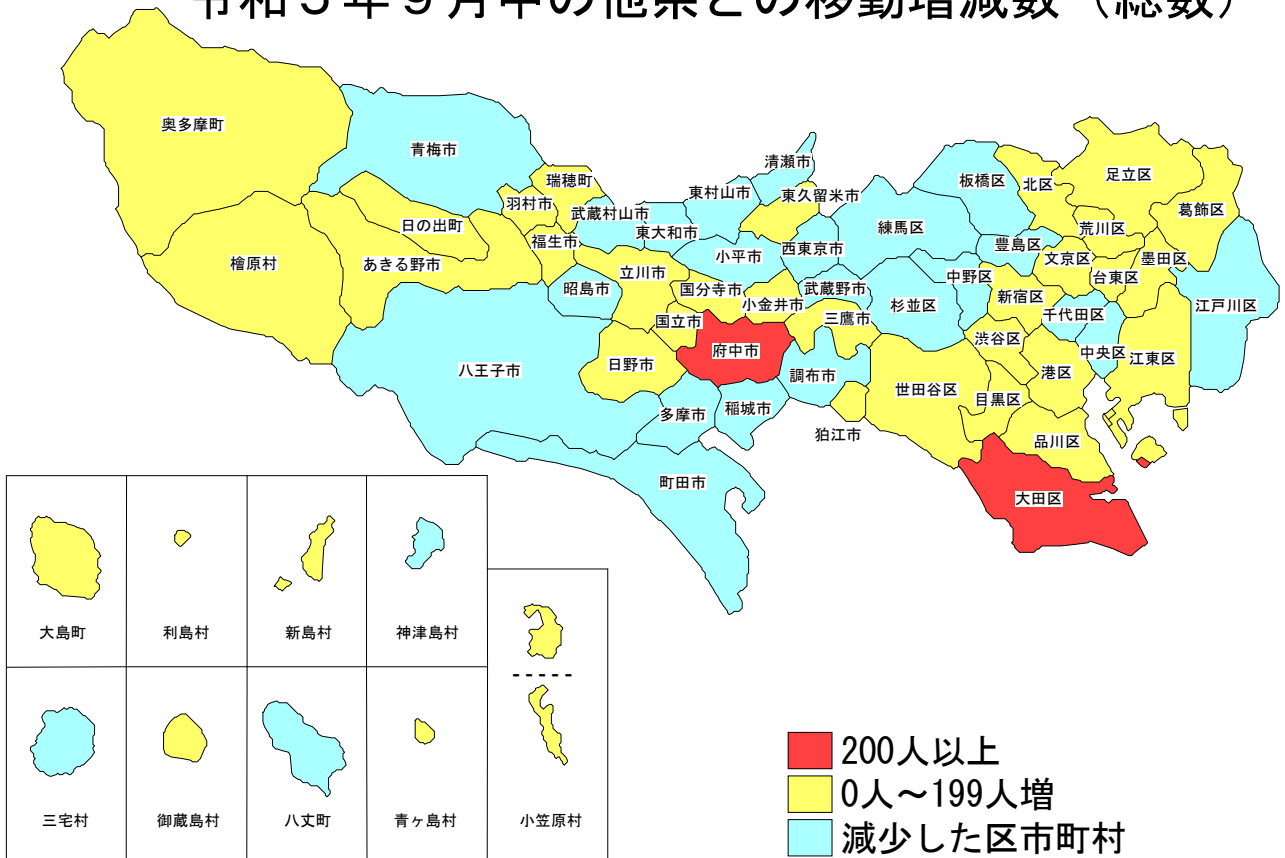 令和５年９月中の他県との移動増減数（総数）
奥多摩町
青梅市
瑞穂町
羽村市
日の出町
檜原村
あきる野市
福生市
武蔵村山市
東大和市
東村山市
清瀬市
東久留米市
小平市
西東京市
立川市
昭島市
国分寺市
小金井市
武蔵野市
国立市
三鷹市
府中市
日野市
八王子市
調布市
多摩市
稲城市
狛江市
町田市
板橋区
北区
足立区
葛飾区
練馬区
豊島区
荒川区
文京区
台東区
墨田区
中野区
杉並区
新宿区
千代田区
江戸川区
渋谷区
中央区
江東区
港区
世田谷区
目黒区
品川区
大田区
大島町
利島村
新島村
神津島村
三宅村
御蔵島村
八丈町
青ヶ島村
小笠原村
200人以上
0人～199人増
減少した区市町村